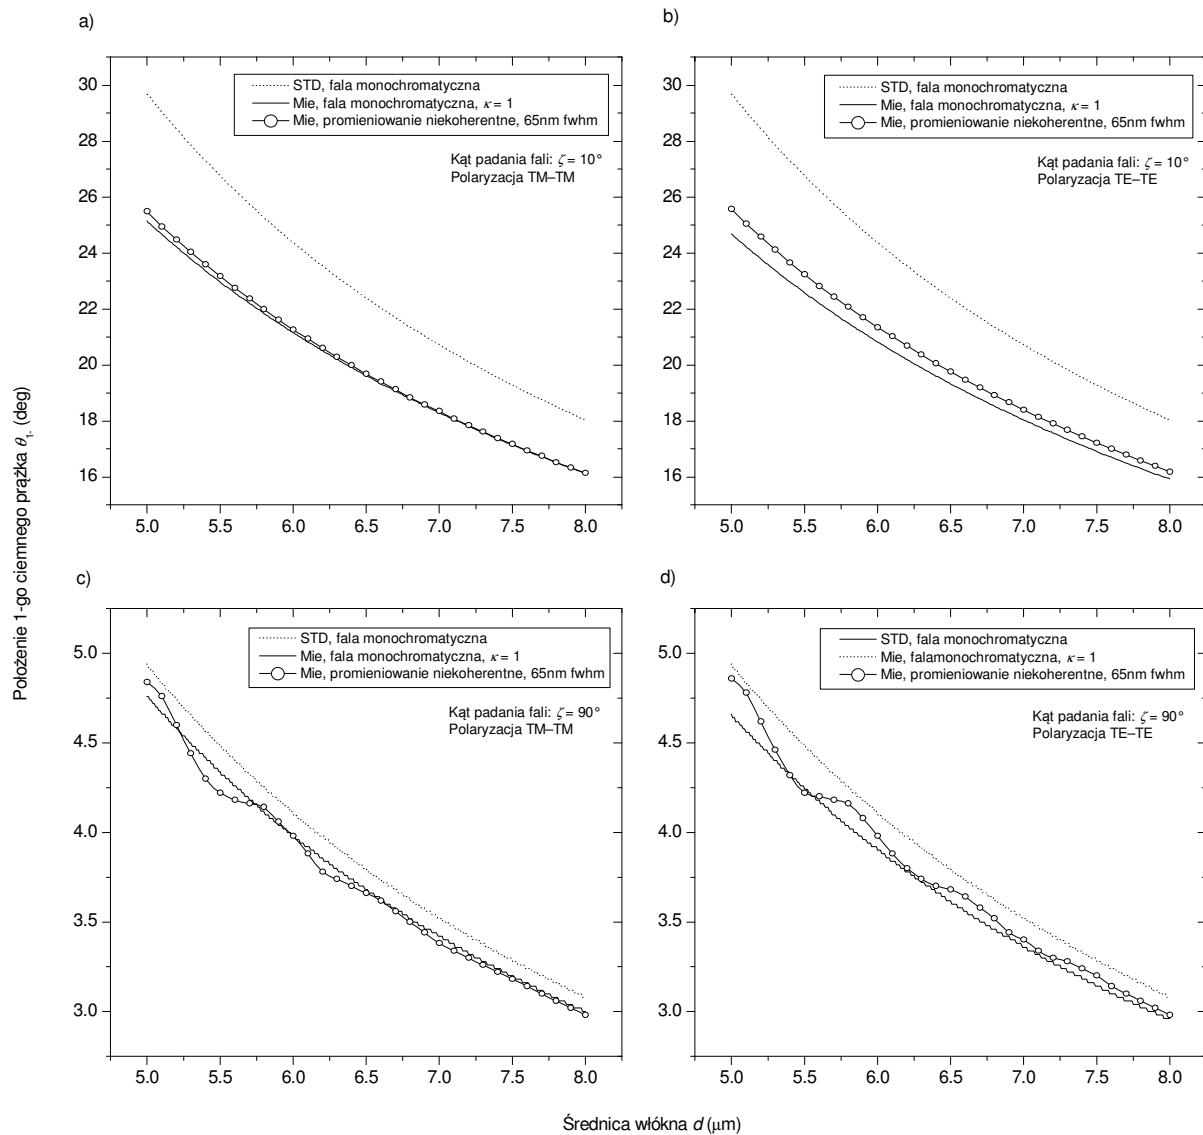 a)
STD, fala monochromatyczna
Mie, fala monochromatyczna, κ = 1
Mie, promieniowanie niekoherentne, 65nm fwhm
Kąt padania fali: ζ = 10°
Polaryzacja TM–TM
30
28
26
24
22
20
18
16
5.0 5.5 6.0 6.5 7.0 7.5 8.0
b)
STD, fala monochromatyczna
Mie, fala monochromatyczna, κ = 1
Mie, promieniowanie niekoherentne, 65nm fwhm
Kąt padania fali: ζ = 10°
Polaryzacja TE–TE
30
28
26
24
22
20
18
16
5.0 5.5 6.0 6.5 7.0 7.5 8.0
c)
STD, fala monochromatyczna
Mie, fala monochromatyczna, κ = 1
Mie, promieniowanie niekoherentne, 65nm fwhm
Kąt padania fali: ζ = 90°
Polaryzacja TM–TM
5.0
4.5
4.0
3.5
3.0
5.0 5.5 6.0 6.5 7.0 7.5 8.0
d)
STD, fala monochromatyczna
Mie, falamonochromatyczna, κ = 1
Mie, promieniowanie niekoherentne, 65nm fwhm
Kąt padania fali: ζ = 90°
Polaryzacja TE–TE
5.0
4.5
4.0
3.5
3.0
5.0 5.5 6.0 6.5 7.0 7.5 8.0
Położenie 1-go ciemnego prążka θ1- (deg)
Średnica włókna d (μm)